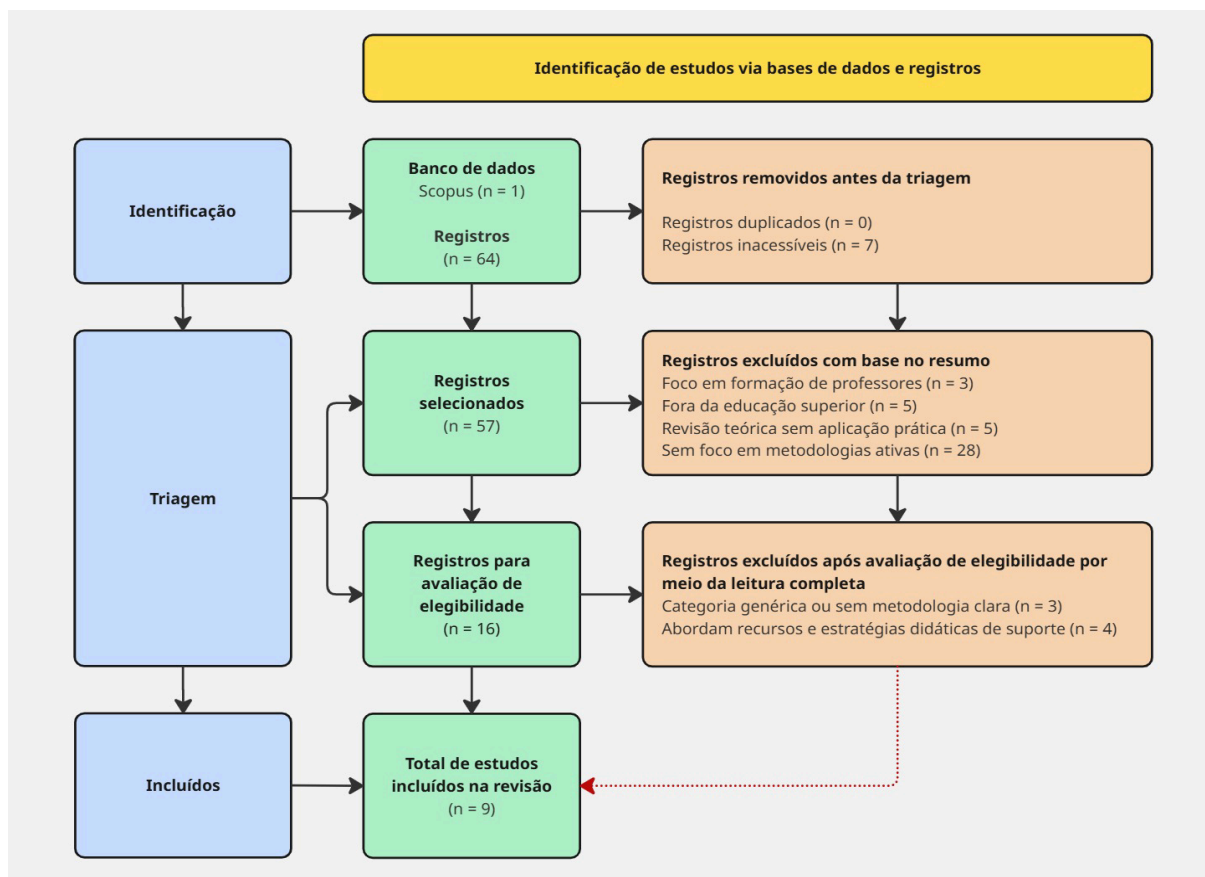 Identificação de estudos via bases de dados e registros
Identificação
Banco de dados
Scopus (n = 1)
Registros
(n = 64)
Registros removidos antes da triagem
Registros duplicados (n = 0)
Registros inacessíveis (n = 7)
Triagem
Registros
selecionados
(n = 57)
Registros excluídos com base no resumo
Foco em formação de professores (n = 3)
Fora da educação superior (n = 5)
Revisão teórica sem aplicação prática (n = 5)
Sem foco em metodologias ativas (n = 28)
Registros para
avaliação de
elegibilidade
(n = 16)
Registros excluídos após avaliação de elegibilidade por
meio da leitura completa
Categoria genérica ou sem metodologia clara (n = 3)
Abordam recursos e estratégias didáticas de suporte (n = 4)
Incluídos
Total de estudos
incluídos na revisão
(n = 9)